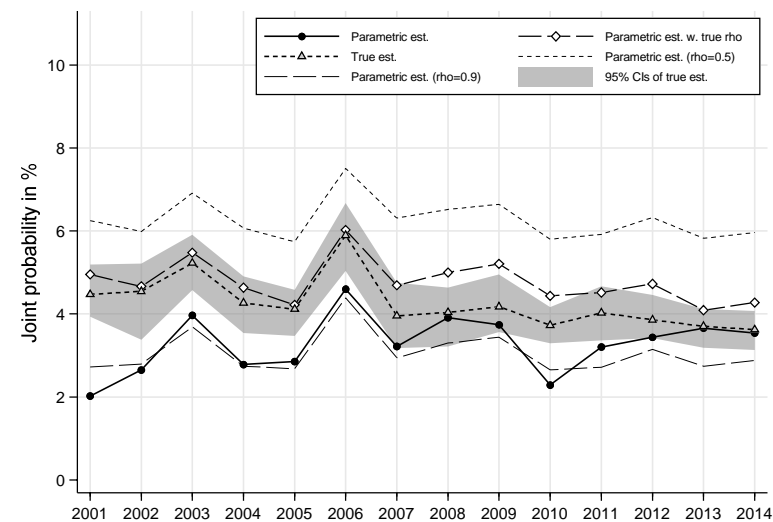 Parametric est.
Parametric est. w. true rho
True est.
Parametric est. (rho=0.5)
Parametric est. (rho=0.9)
95% CIs of true est.
Joint probability in %
10
8
6
4
2
0
2001 2002 2003 2004 2005 2006 2007 2008 2009 2010 2011 2012 2013 2014